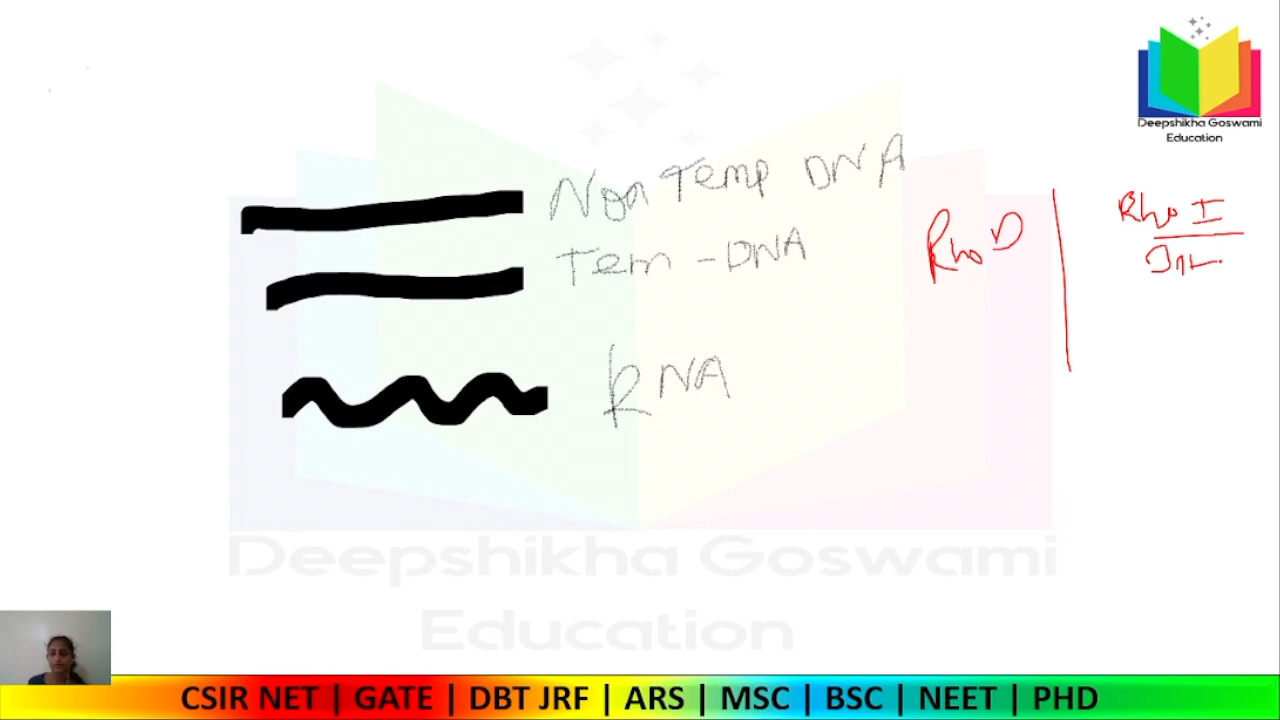 Deepshikha Goswami
Education
Non Temp DNA
Tem - DNA
RNA
Rho D
Rho I
Deepshikha Goswami
Education
CSIR NET | GATE | DBT JRF | ARS | MSC | BSC | NEET | PHD